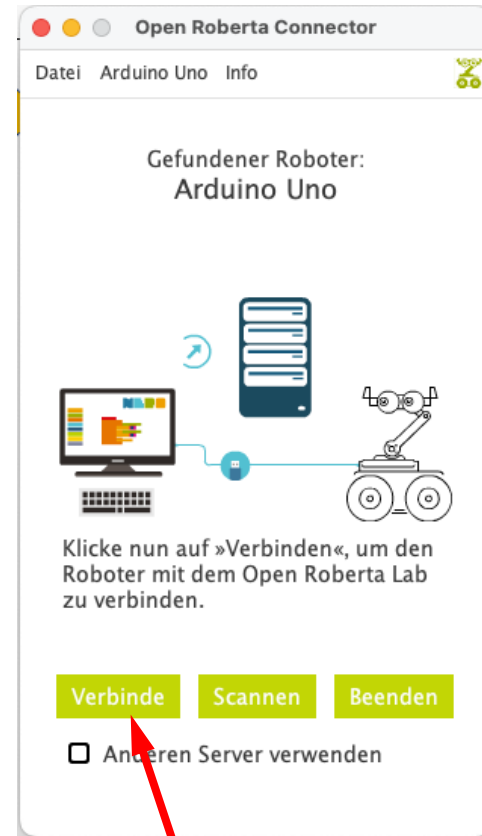 Open Roberta Connector
Datei Arduino Uno Info
Gefundener Roboter:
Arduino Uno
Klicke nun auf »Verbinden«, um den
Roboter mit dem Open Roberta Lab
zu verbinden.
Verbinde Scannen Beenden
Anderen Server verwenden